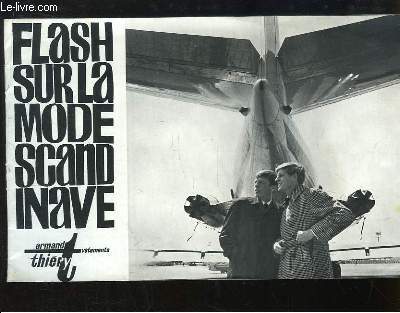 Le-livre.com
FLASH
SUR LA
MODE
SCAND
INAVE
armand
vêtements
thiery